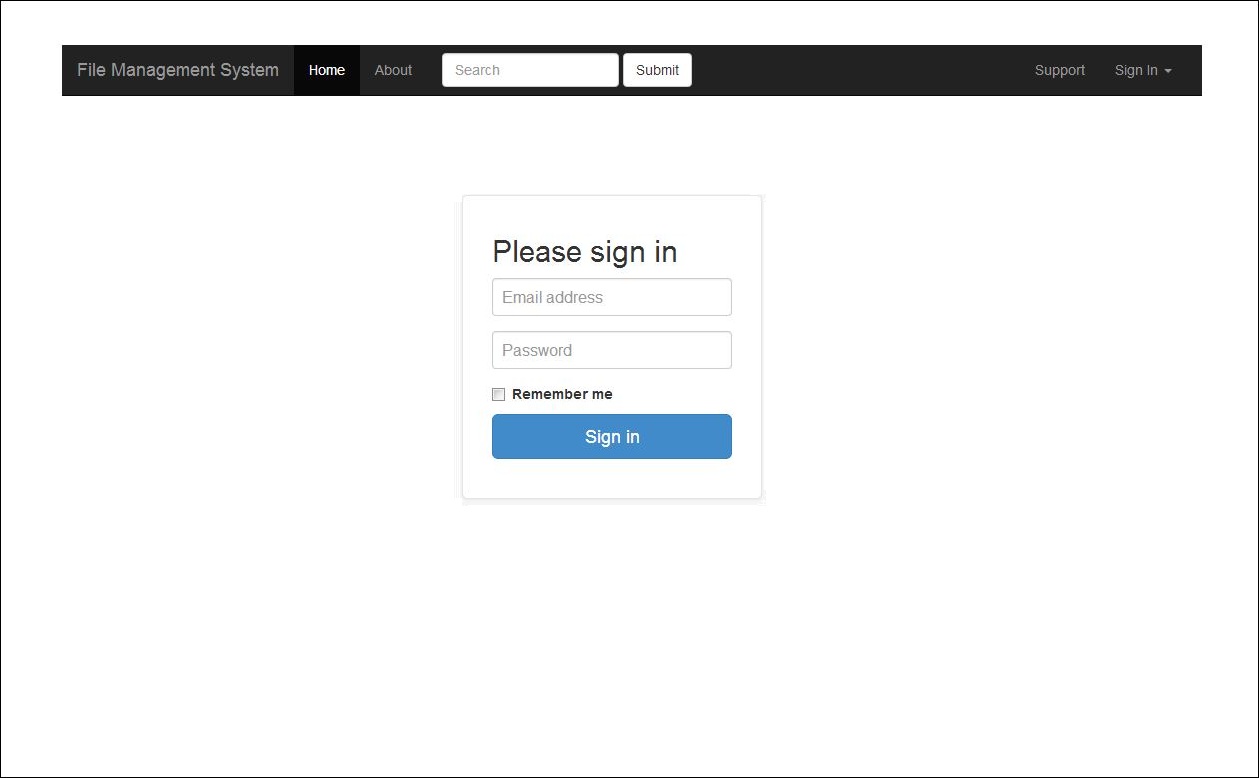 File Management System Home About Search Submit Support Sign In
Please sign in
Email address
Password
Remember me
Sign in